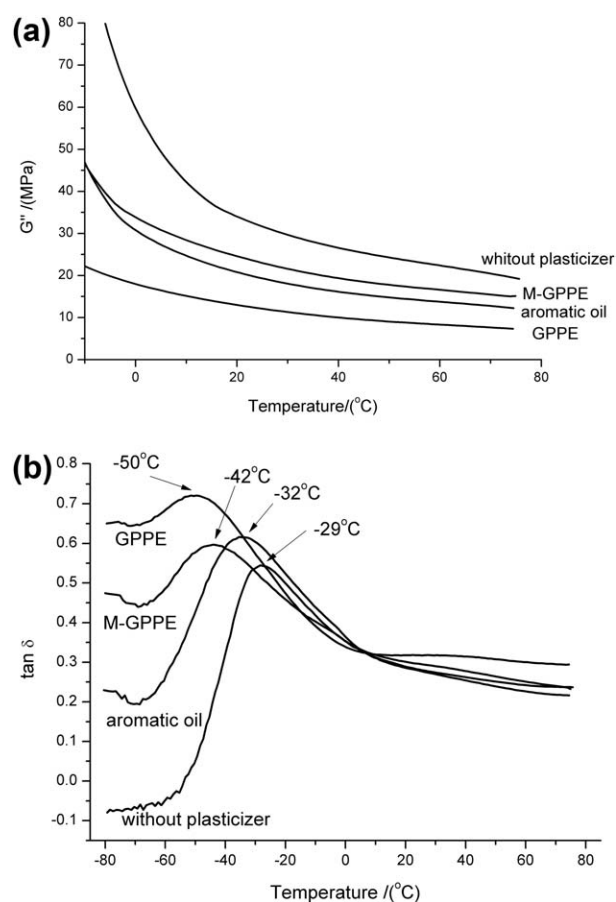 (a)
80
70
60
50
40
30
20
10
0
G" /(MPa)
whitout plasticizer
M-GPPE
aromatic oil
GPPE
0 20 40 60 80
Temperature/(°C)
(b)
0.8
0.7
0.6
0.5
0.4
0.3
0.2
0.1
0.0
-0.1
tan δ
-50°C
-42°C
-32°C
-29°C
GPPE
M-GPPE
aromatic oil
without plasticizer
-80 -60 -40 -20 0 20 40 60 80
Temperature /(°C)